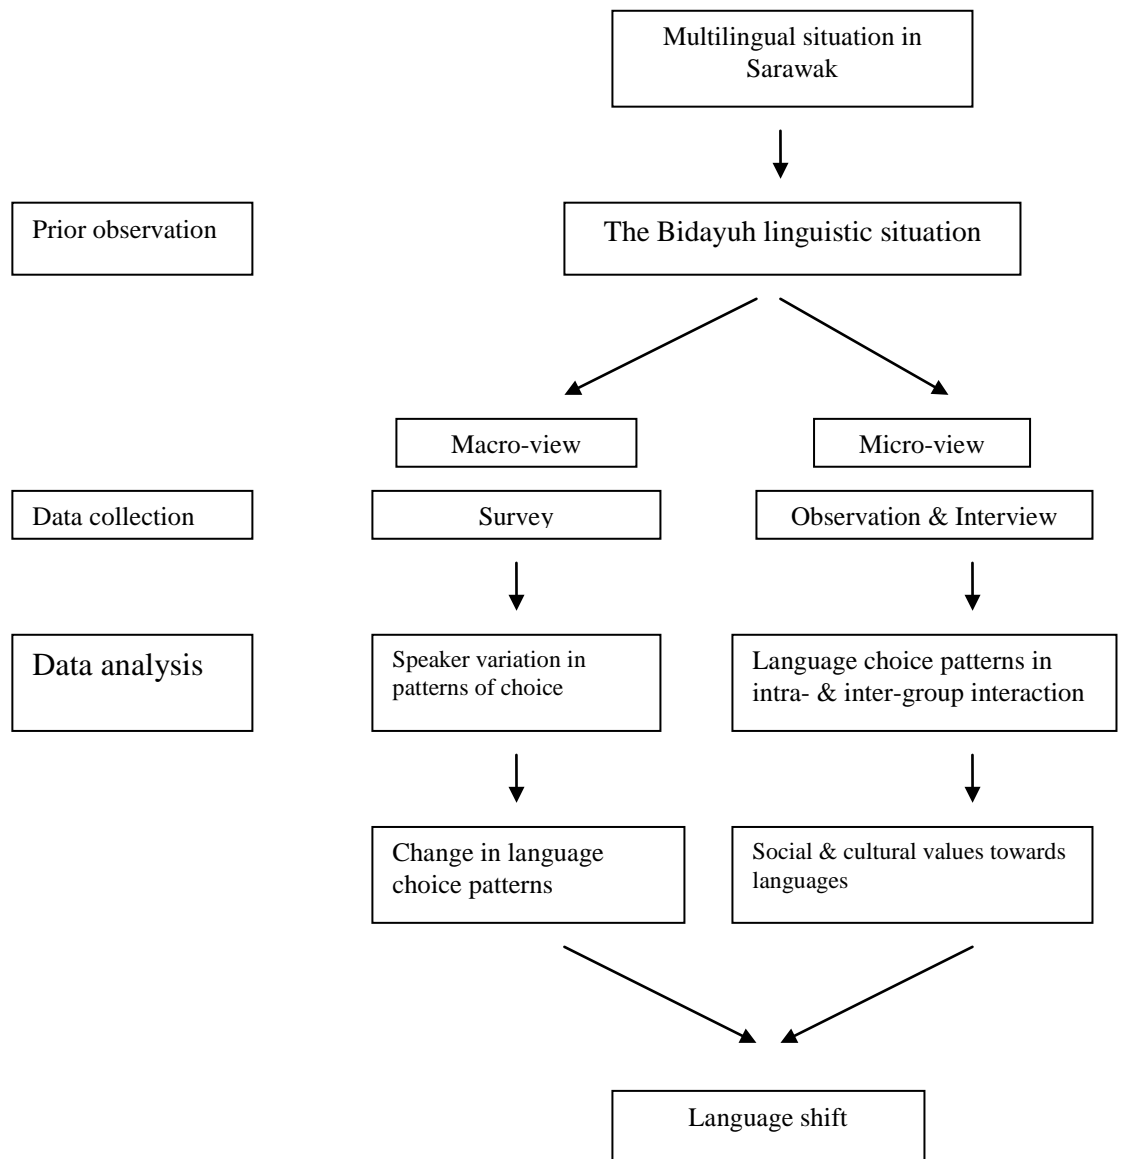 Multilingual situation in
Sarawak
Prior observation
The Bidayuh linguistic situation
Macro-view
Micro-view
Data collection
Survey
Observation & Interview
Data analysis
Speaker variation in
patterns of choice
Language choice patterns in
intra- & inter-group interaction
Change in language
choice patterns
Social & cultural values towards
languages
Language shift